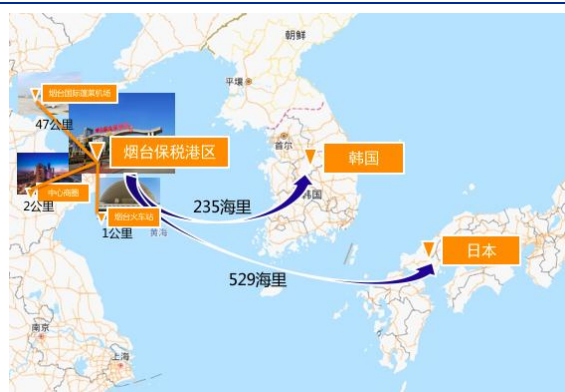 朝鲜
平壤
烟台国际蓬莱机场
47公里
烟台保税港区
首尔
韩国
韩国
中心商圈
2公里
235海里
烟台火车站
1公里
黄海
日本
529海里
南京
上海